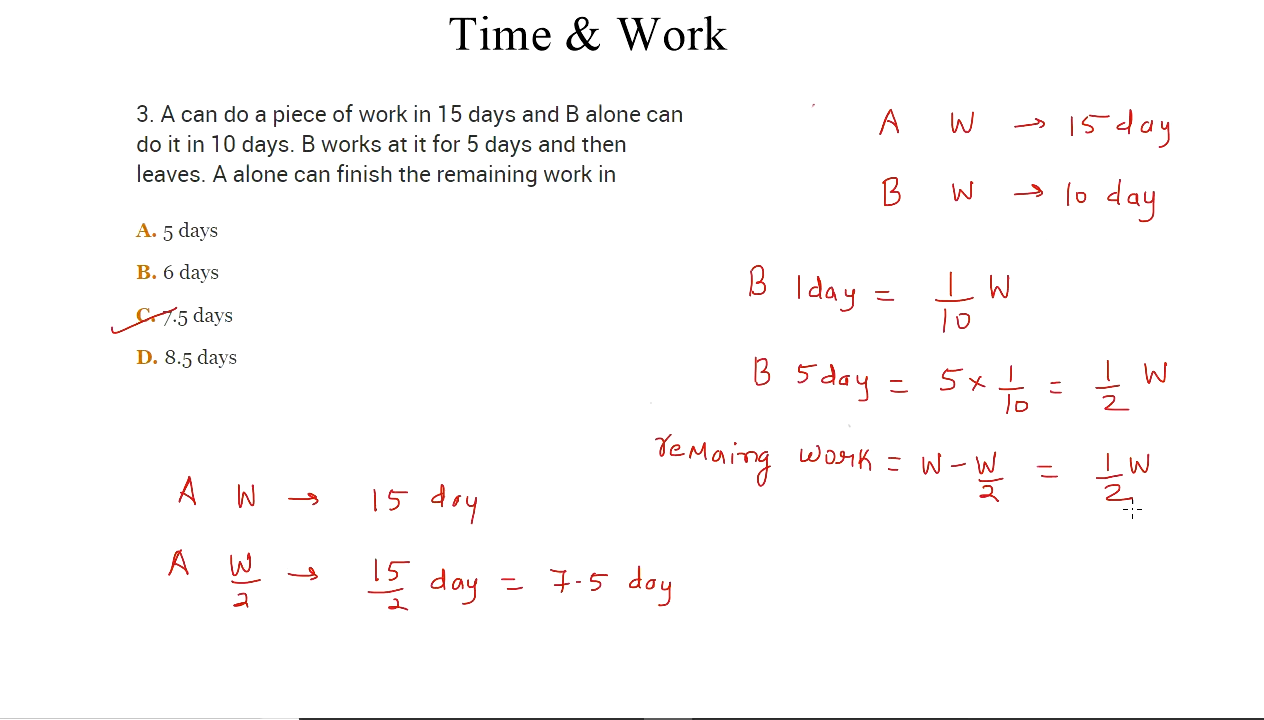 Time & Work
3. A can do a piece of work in 15 days and B alone can
do it in 10 days. B works at it for 5 days and then
leaves. A alone can finish the remaining work in
A. 5 days
B. 6 days
C. 7.5 days
D. 8.5 days
A W → 15 day
B W → 10 day
B 1day = 1/10 W
B 5day = 5 × 1/10 = 1/2 W
remaing work = W - W/2 = 1/2 W
A W → 15 day
A W/2 → 15/2 day = 7.5 day